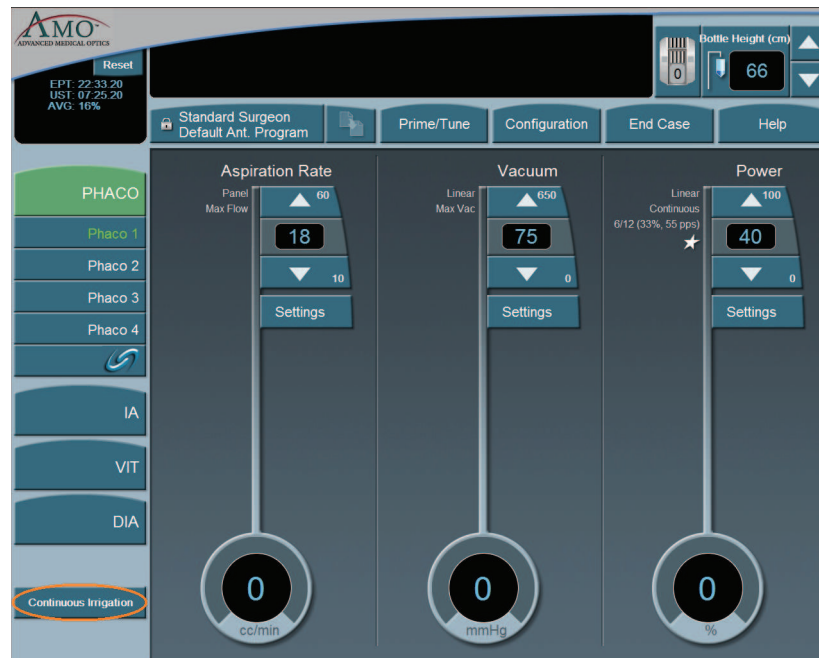 AMO™
ADVANCED MEDICAL OPTICS
Reset
EPT: 22:33.20
UST: 07:25.20
AVG: 16%
0
Bottle Height (cm)
66
Standard Surgeon
Default Ant. Program
Prime/Tune
Configuration
End Case
Help
PHACO
Phaco 1
Phaco 2
Phaco 3
Phaco 4
IA
VIT
DIA
Continuous Irrigation
Aspiration Rate
Panel
Max Flow
60
18
10
Settings
0
cc/min
Vacuum
Linear
Max Vac
650
75
0
Settings
0
mmHg
Power
Linear
Continuous
6/12 (33%, 55 pps)
100
40
0
Settings
0
%